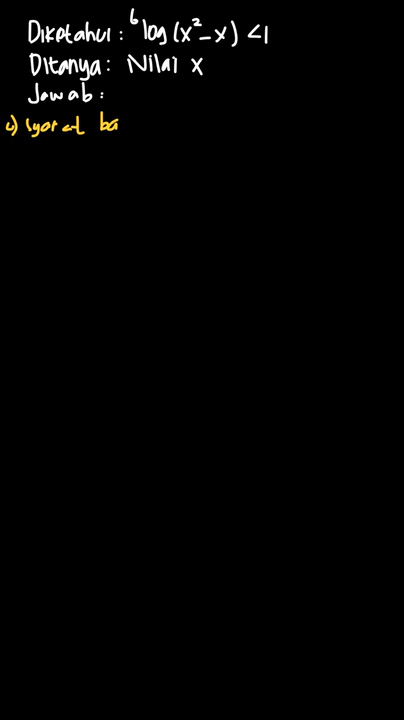 Diketahui : ⁶log(x² - x) < 1
Ditanya : Nilai x
Jawab :
•) syarat ba